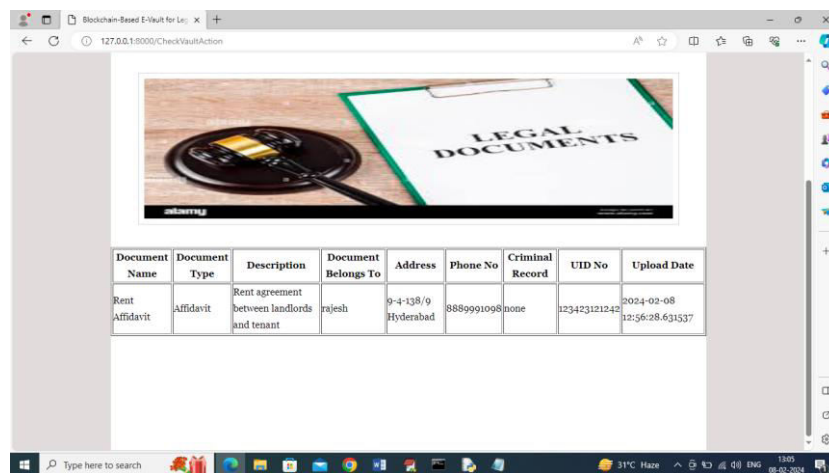 Blockchain-Based E-Vault for Leg
127.0.0.1:8000/CheckVaultAction
LEGAL
DOCUMENTS
alamy
Document Name
Document Type
Description
Document Belongs To
Address
Phone No
Criminal Record
UID No
Upload Date
Rent Affidavit
Affidavit
Rent agreement between landlords and tenant
rajesh
9-4-138/9 Hyderabad
8889991098
none
123423121242
2024-02-08 12:56:28.631537
Type here to search
31°C Haze
ENG
13:05
08-02-2024